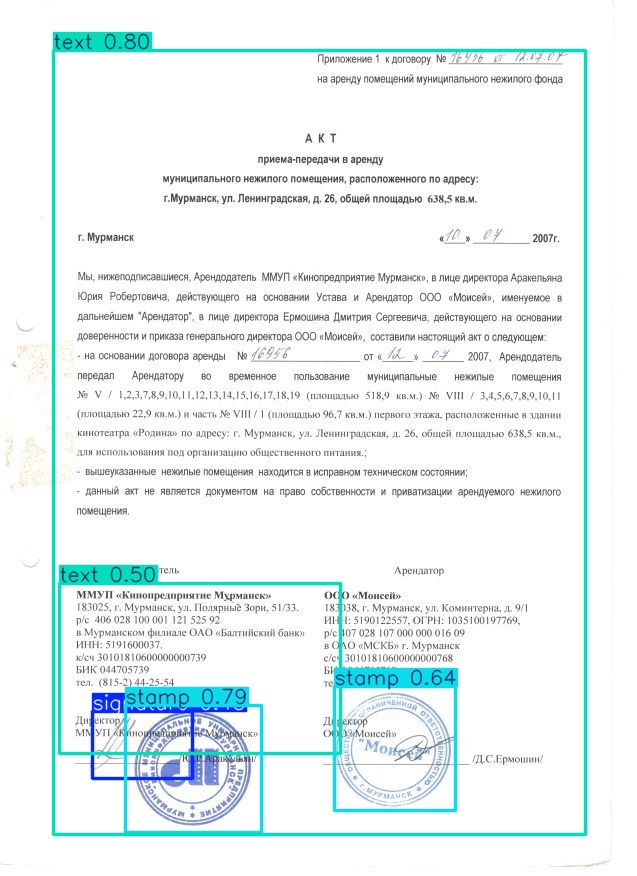 text 0.80
Приложение 1 к договору № 16956 от 12.07.07
на аренду помещений муниципального нежилого фонда
А К Т
приема-передачи в аренду
муниципального нежилого помещения, расположенного по адресу:
г.Мурманск, ул. Ленинградская, д. 26, общей площадью 638,5 кв.м.
г. Мурманск «10» 07 2007г.
Мы, нижеподписавшиеся, Арендодатель ММУП «Кинопредприятие Мурманск», в лице директора Аракельяна
Юрия Робертовича, действующего на основании Устава и Арендатор ООО «Моисей», именуемое в
дальнейшем "Арендатор", в лице директора Ермошина Дмитрия Сергеевича, действующего на основании
доверенности и приказа генерального директора ООО «Моисей», составили настоящий акт о следующем:
- на основании договора аренды № 16956 от «12» 07 2007, Арендодатель
передал Арендатору во временное пользование муниципальные нежилые помещения
№ V / 1,2,3,7,8,9,10,11,12,13,14,15,16,17,18,19 (площадью 518,9 кв.м.) № VIII / 3,4,5,6,7,8,9,10,11
(площадью 22,9 кв.м.) и часть № VIII / 1 (площадью 96,7 кв.м.) первого этажа, расположенные в здании
кинотеатра «Родина» по адресу: г. Мурманск, ул. Ленинградская, д. 26, общей площадью 638,5 кв.м.,
для использования под организацию общественного питания.;
- вышеуказанные нежилые помещения находится в исправном техническом состоянии;
- данный акт не является документом на право собственности и приватизации арендуемого нежилого
помещения.
text 0.50
тель Арендатор
ММУП «Кинопредприятие Мурманск»
183025, г. Мурманск, ул. Полярные Зори, 51/33.
р/с 406 028 100 001 121 525 92
в Мурманском филиале ОАО «Балтийский банк»
ИНН: 5191600037.
к/сч 30101810600000000739
БИК 044705739
тел. (815-2) 44-25-54
ООО «Моисей»
183038, г. Мурманск, ул. Коминтерна, д. 9/1
ИНН: 5190122557, ОГРН: 1035100197769,
р/с 407 028 107 000 000 016 09
в ОАО «МСКБ» г. Мурманск
к/сч 30101810600000000768
stamp 0.79
stamp 0.64
Директор
ММУП «Кинопредприятие Мурманск»
/Ю.Р.Аракельян/
Директор
ООО «Моисей»
/Д.С.Ермошин/
МУНИЦИПАЛЬНОЕ УНИТАРНОЕ ПРЕДПРИЯТИЕ
ОГРАНИЧЕННОЙ ОТВЕТСТВЕННОСТЬЮ
"Моисей"
Г.МУРМАНСК